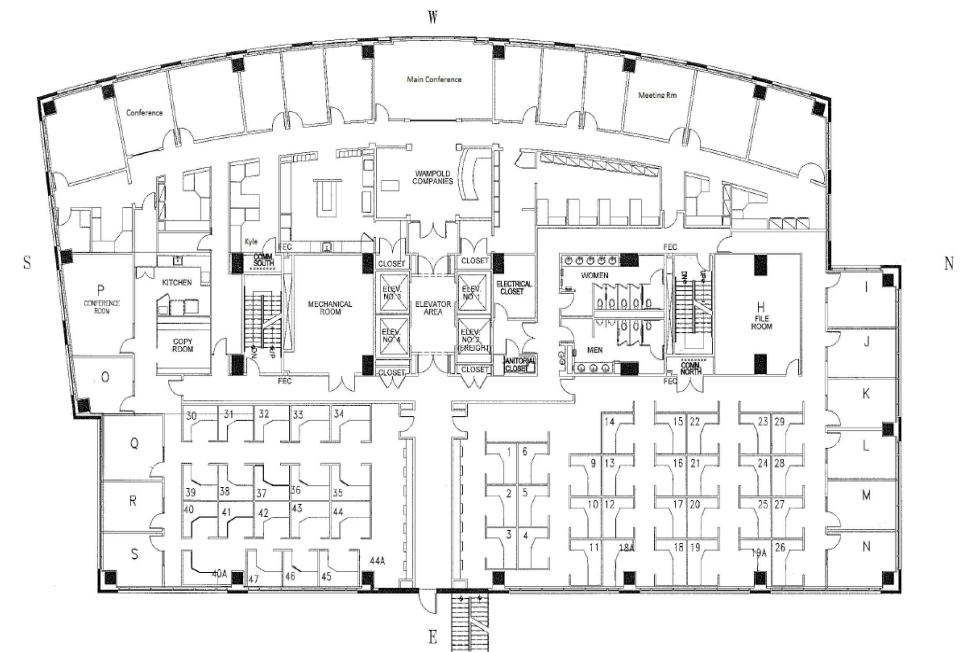 W
Main Conference
Conference
Meeting Rm
WAMPOLD
COMPANIES
Kyle
FEC
FEC
S
N
COMM.
SOUTH
CLOSET
CLOSET
P
CONFERENCE
ROOM
KITCHEN
MECHANICAL
ROOM
ELEV.
NO. 3
ELEVATOR
AREA
ELEV.
NO. 1
ELECTRICAL
CLOSET
WOMEN
DN
UP
H
FILE
ROOM
I
COPY
ROOM
DN
UP
ELEV.
NO. 4
ELEV.
NO. 2
(FREIGHT)
MEN
J
JANITORIAL
CLOSET
O
FEC
CLOSET
CLOSET
FEC
COMM.
NORTH
K
30 31 32 33 34
14 15 22 23 29
Q
1 6
L
9 13 16 21 24 28
39 38 37 36 35
R
2 5
M
40 41 42 43 44
10 12 17 20 25 27
S
3 4
N
11 18A 18 19 19A 26
40A 47 46 45 44A
E